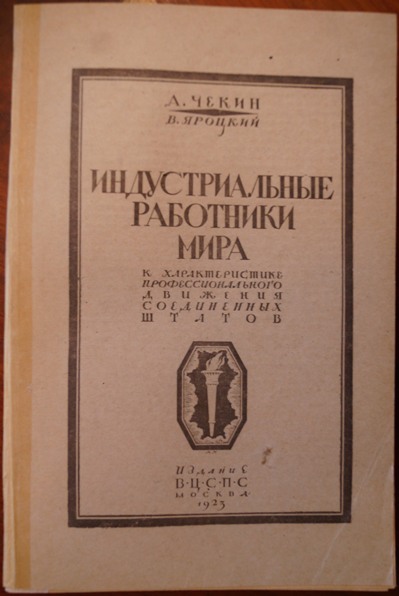 А. ЧЕКИН
В. ЯРОЦКИЙ
ИНДУСТРИАЛЬНЫЕ
РАБОТНИКИ
МИРА
К ХАРАКТЕРИСТИКЕ
ПРОФЕССИОНАЛЬНОГО
ДВИЖЕНИЯ
СОЕДИНЕННЫХ
ШТАТОВ
ИЗДАНИЕ
В·Ц·С·П·С
МОСКВА
1923